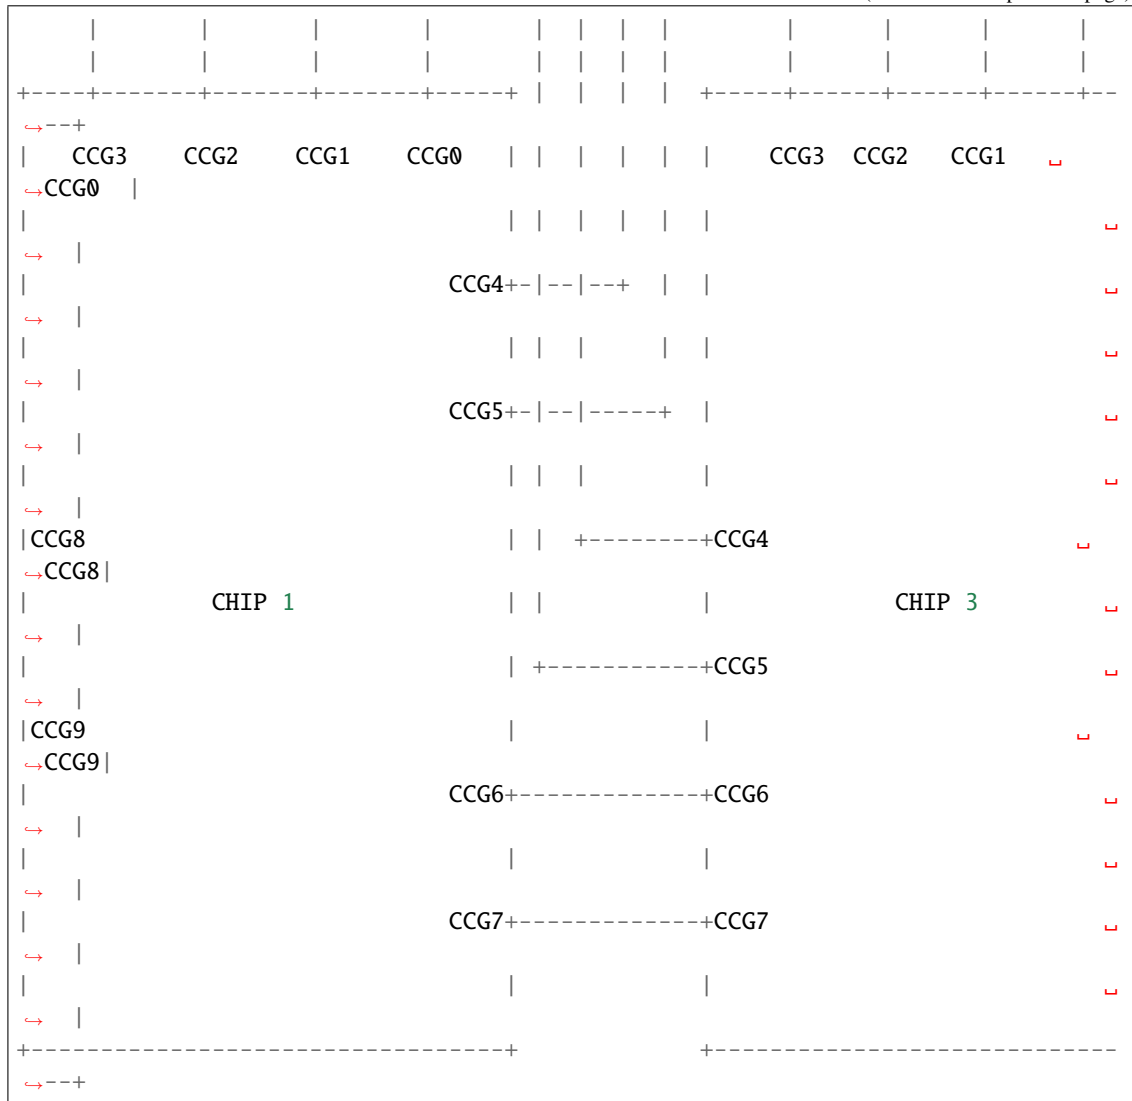 |       |       |       |       |  |  |  |        |      |      |      |
     |       |       |       |       |  |  |  |        |      |      |      |
+----+-------+-------+-------+-----+ |  |  |  |  +-----+------+------+------+--
↪--+
|   CCG3    CCG2    CCG1    CCG0   | |  |  |  |  |    CCG3  CCG2   CCG1   ␣
↪CCG0  |
|                                  | |  |  |  |  |                            ␣
↪  |
|                              CCG4+-|--|--+  |  |                            ␣
↪  |
|                                  | |  |     |  |                            ␣
↪  |
|                              CCG5+-|--|-----+  |                            ␣
↪  |
|                                  | |  |        |                            ␣
↪  |
|CCG8                              | |  +--------+CCG4                      ␣
↪CCG8|
|             CHIP 1               | |           |             CHIP 3         ␣
↪  |
|                                  | +-----------+CCG5                        ␣
↪  |
|CCG9                              |             |                          ␣
↪CCG9|
|                              CCG6+-------------+CCG6                        ␣
↪  |
|                                  |             |                            ␣
↪  |
|                              CCG7+-------------+CCG7                        ␣
↪  |
|                                  |             |                            ␣
↪  |
+----------------------------------+             +-----------------------------
↪--+